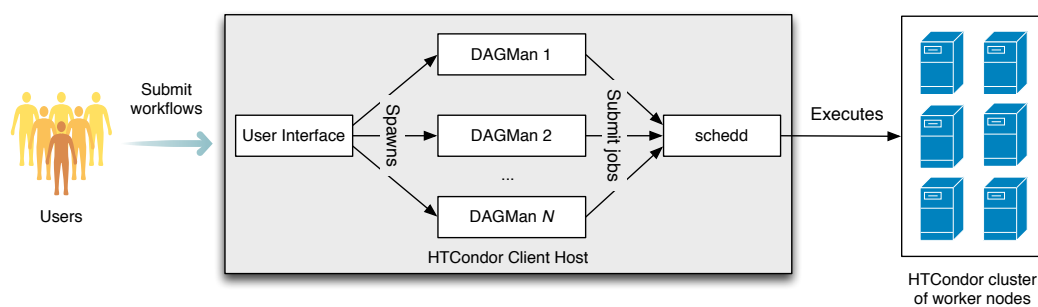 Submit
workflows
Users
User Interface
Spawns
DAGMan 1
DAGMan 2
...
DAGMan N
Submit jobs
schedd
HTCondor Client Host
Executes
HTCondor cluster
of worker nodes